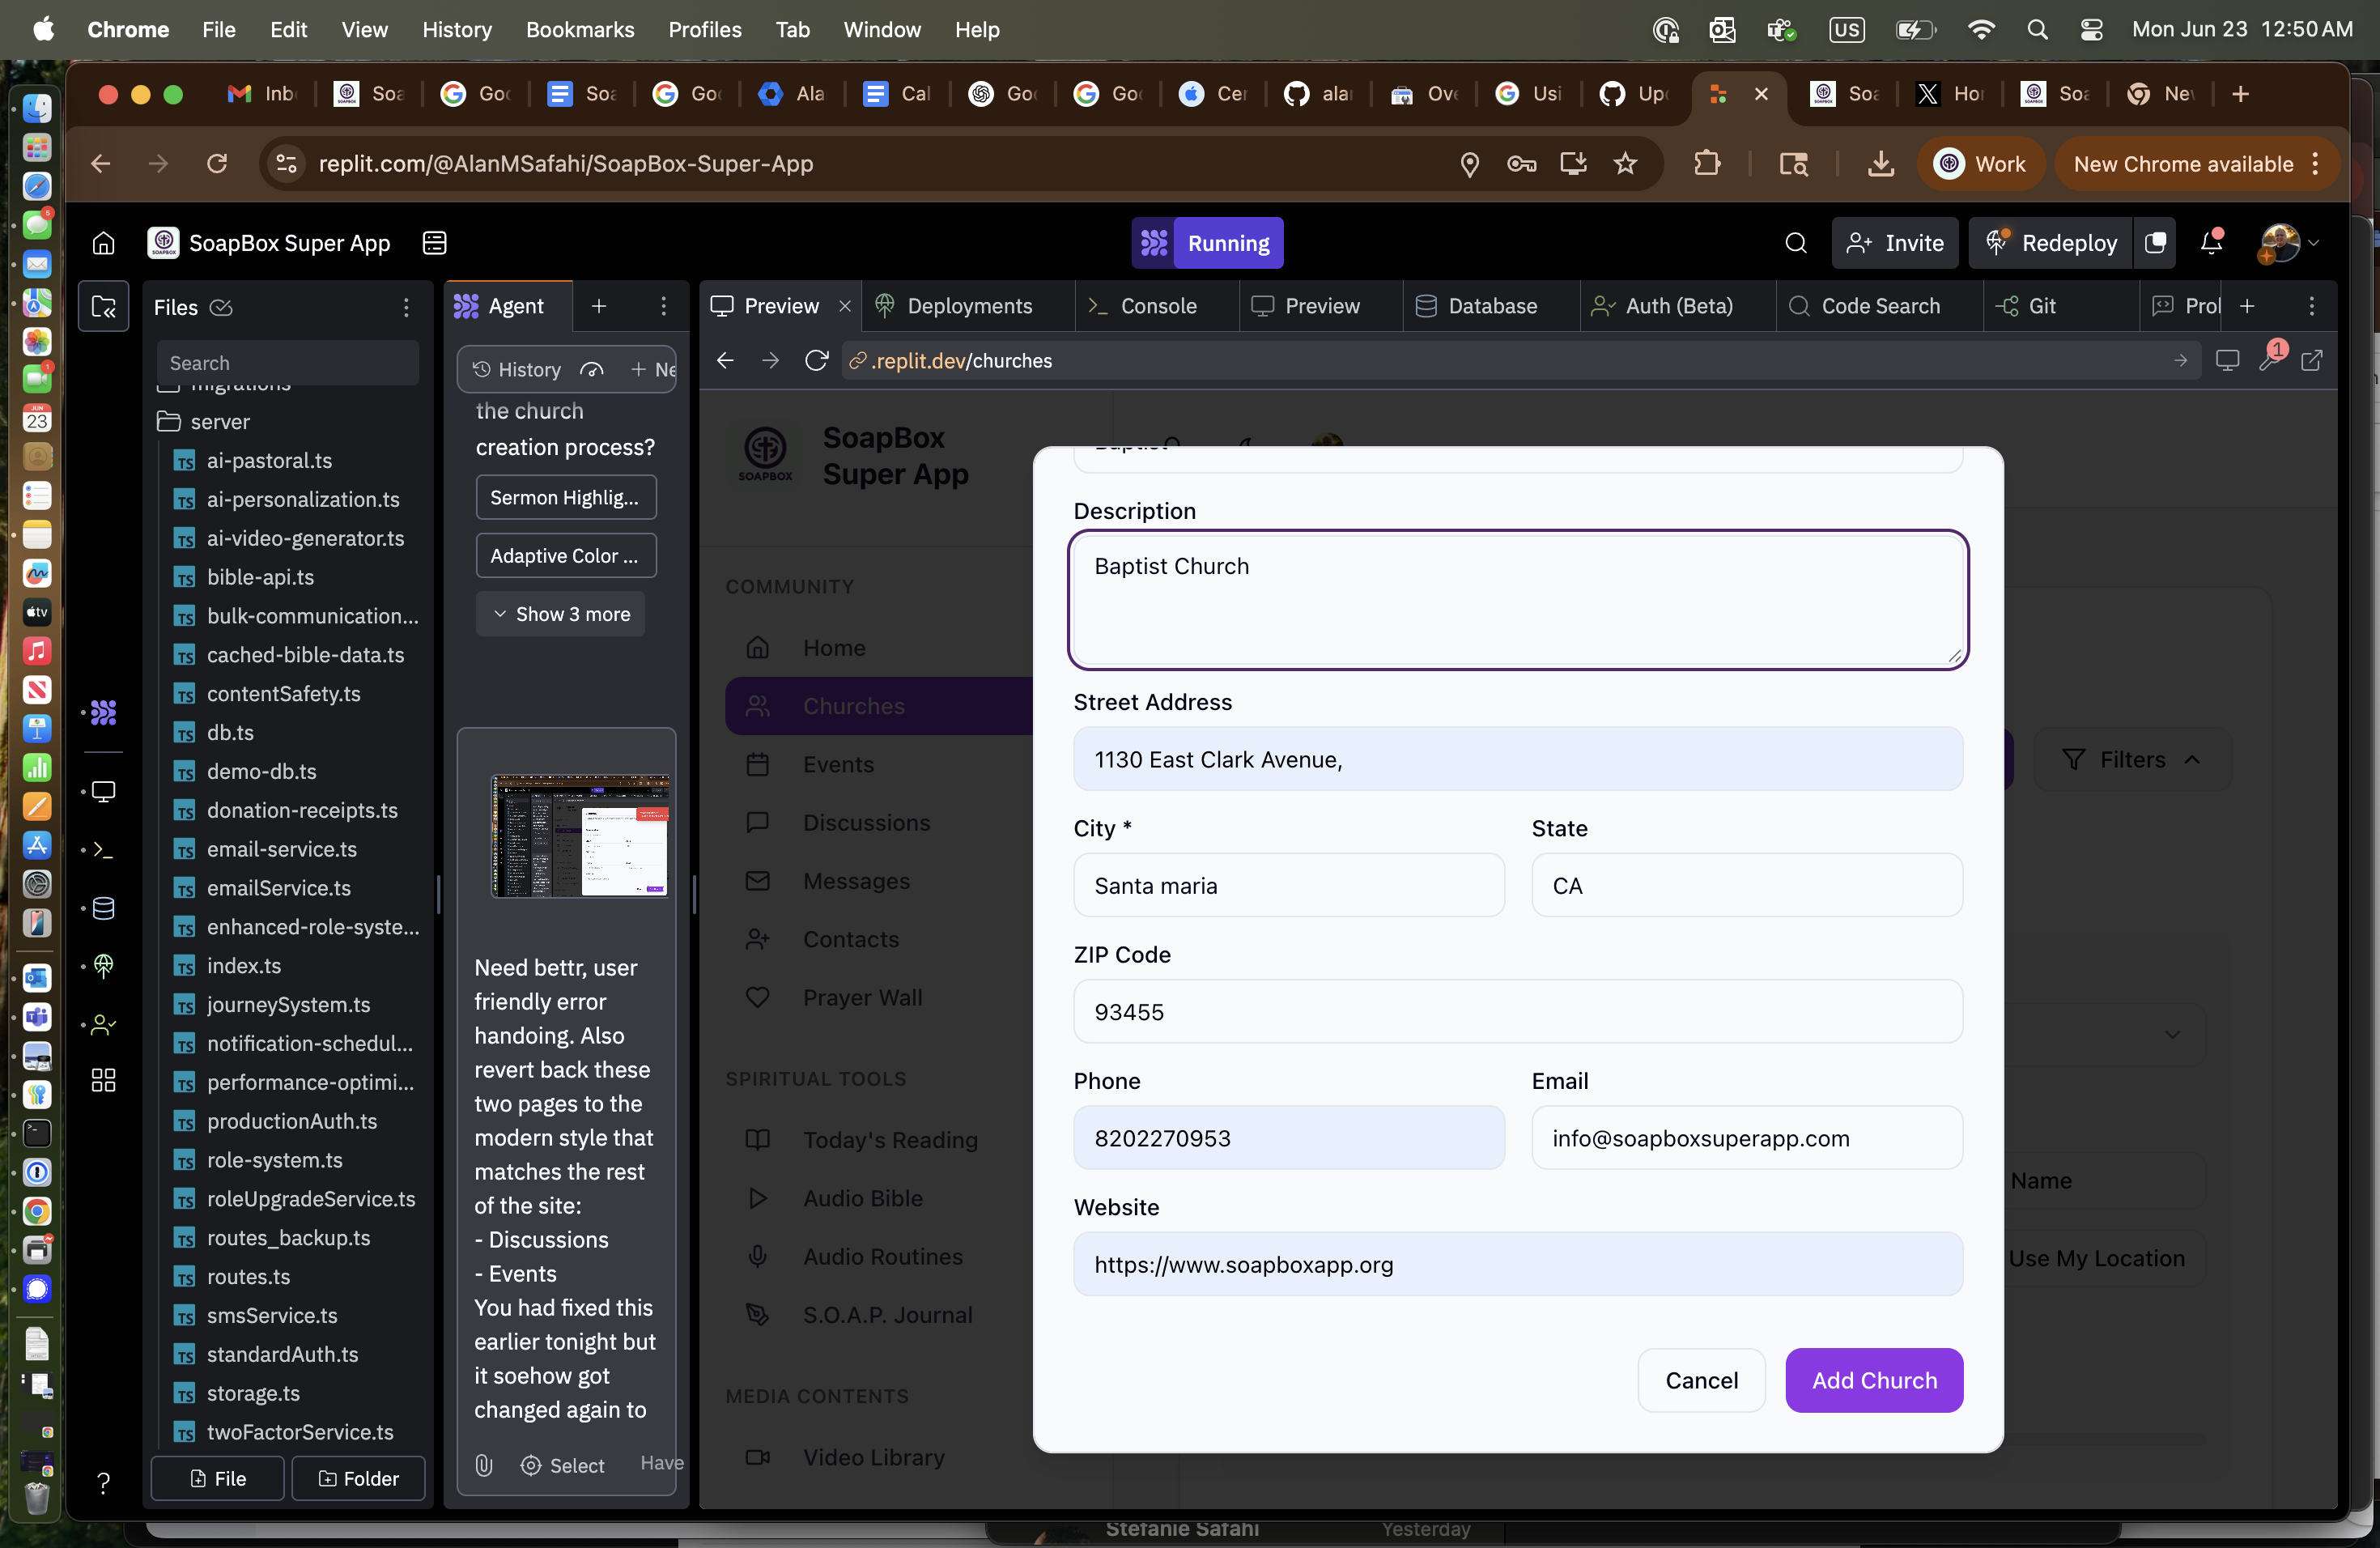 Chrome File Edit View History Bookmarks Profiles Tab Window Help
US
Mon Jun 23 12:50 AM
Inb
Soa
Goo
Soa
Goo
Ala
Cal
Goo
Goo
Cer
alar
Ove
Usi
Upd
Soa
Hor
Soa
Nev
replit.com/@AlanMSafahi/SoapBox-Super-App
Work
New Chrome available
SoapBox Super App
Running
Invite
Redeploy
Files
Search
migrations
server
ai-pastoral.ts
ai-personalization.ts
ai-video-generator.ts
bible-api.ts
bulk-communication...
cached-bible-data.ts
contentSafety.ts
db.ts
demo-db.ts
donation-receipts.ts
email-service.ts
emailService.ts
enhanced-role-syste...
index.ts
journeySystem.ts
notification-schedul...
performance-optimi...
productionAuth.ts
role-system.ts
roleUpgradeService.ts
routes_backup.ts
routes.ts
smsService.ts
standardAuth.ts
storage.ts
twoFactorService.ts
File
Folder
Agent
History
Ne
the church
creation process?
Sermon Highlig...
Adaptive Color ...
Show 3 more
Need bettr, user
friendly error
handoing. Also
revert back these
two pages to the
modern style that
matches the rest
of the site:
- Discussions
- Events
You had fixed this
earlier tonight but
it soehow got
changed again to
Select
Have
Preview
Deployments
Console
Preview
Database
Auth (Beta)
Code Search
Git
Prol
.replit.dev/churches
1
SOAPBOX
SoapBox
Super App
COMMUNITY
Home
Churches
Events
Discussions
Messages
Contacts
Prayer Wall
SPIRITUAL TOOLS
Today's Reading
Audio Bible
Audio Routines
S.O.A.P. Journal
MEDIA CONTENTS
Video Library
Baptist
Description
Baptist Church
Street Address
1130 East Clark Avenue,
City *
State
Santa maria
CA
ZIP Code
93455
Phone
Email
8202270953
info@soapboxsuperapp.com
Website
https://www.soapboxapp.org
Cancel
Add Church
Filters
Name
Use My Location
Stefanie Safahi
Yesterday